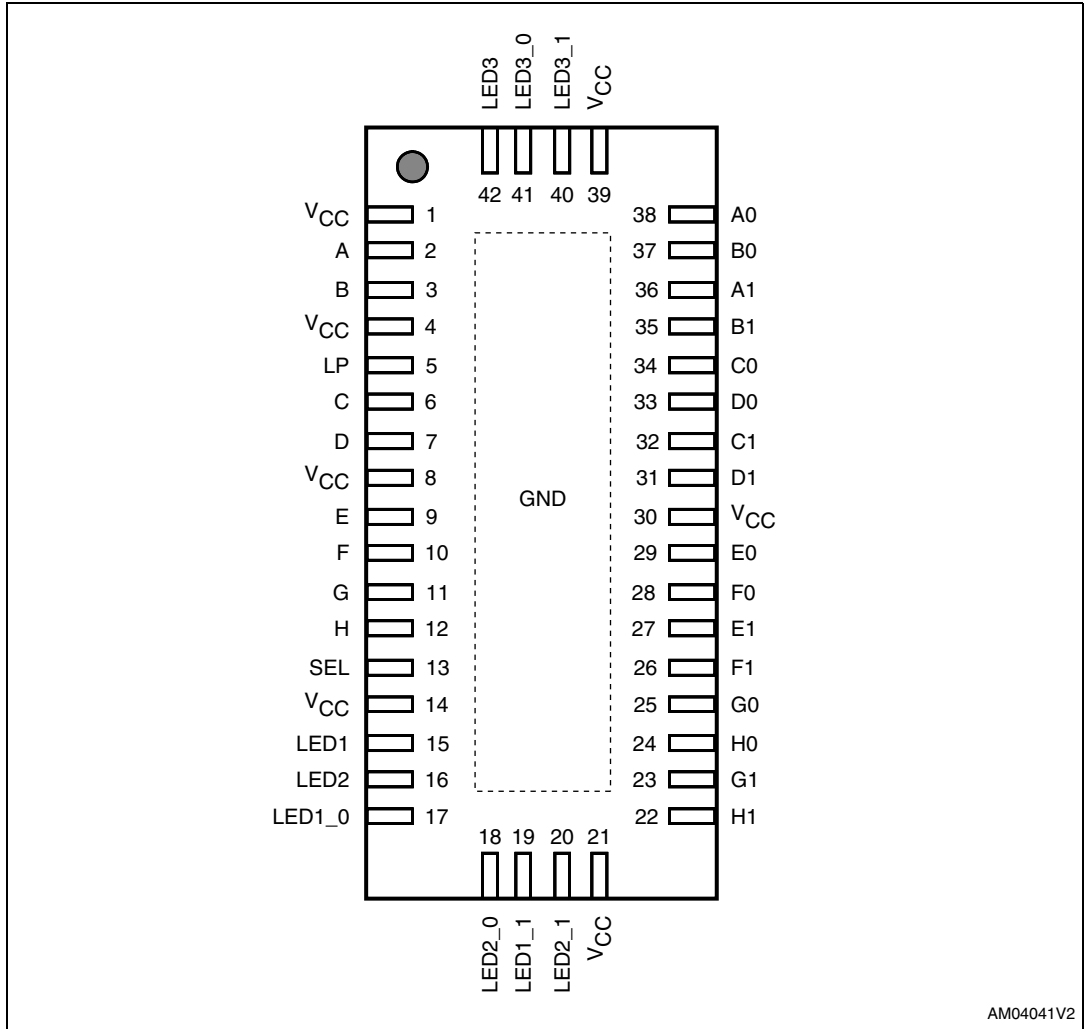 LED3
LED3_0
LED3_1
VCC
42 41 40 39
VCC 1 38 A0
A 2 37 B0
B 3 36 A1
VCC 4 35 B1
LP 5 34 C0
C 6 33 D0
D 7 32 C1
VCC 8 31 D1
GND
E 9 30 VCC
F 10 29 E0
G 11 28 F0
H 12 27 E1
SEL 13 26 F1
VCC 14 25 G0
LED1 15 24 H0
LED2 16 23 G1
LED1_0 17 22 H1
18 19 20 21
LED2_0
LED1_1
LED2_1
VCC
AM04041V2